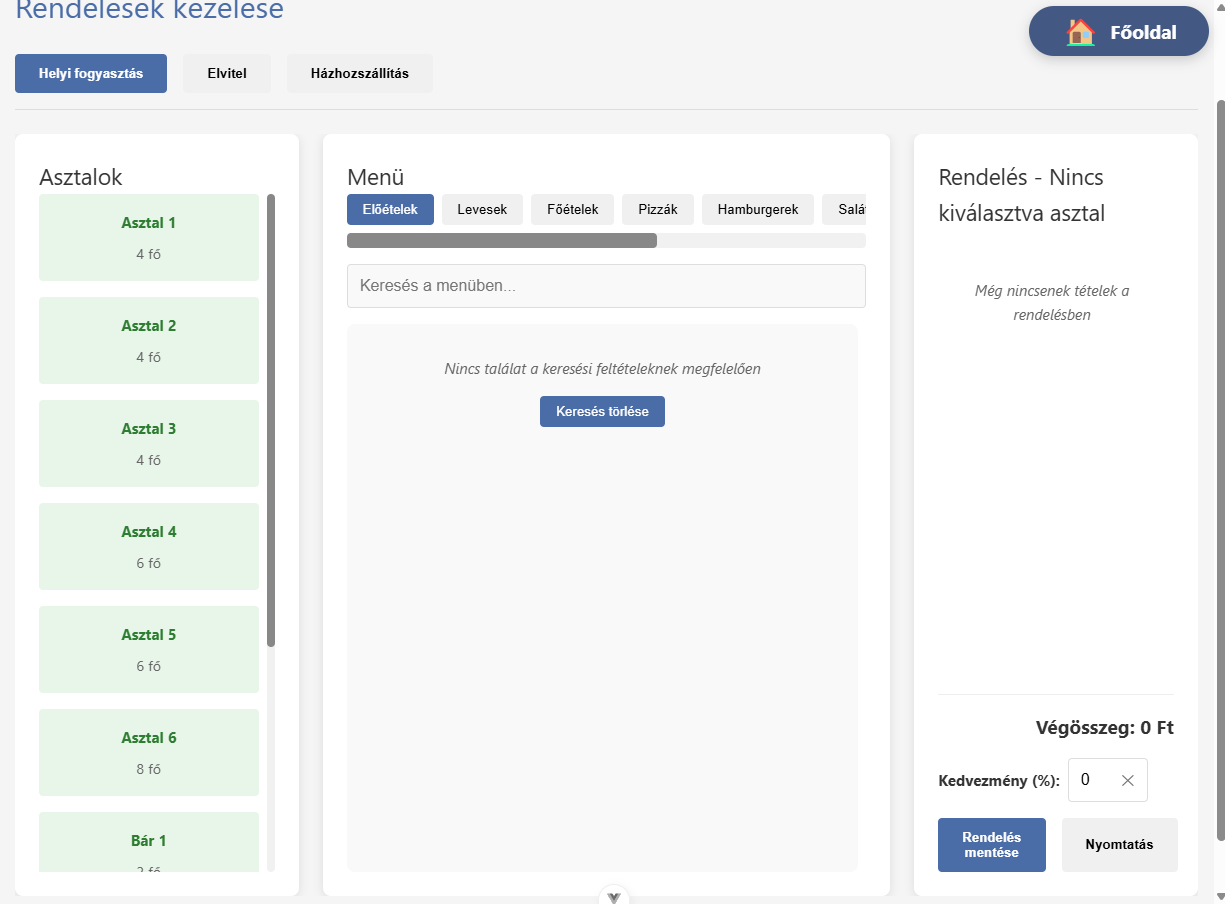 Rendelések kezelése
Főoldal
Helyi fogyasztás
Elvitel
Házhozszállítás
Asztalok
Asztal 1
4 fő
Asztal 2
4 fő
Asztal 3
4 fő
Asztal 4
6 fő
Asztal 5
6 fő
Asztal 6
8 fő
Bár 1
2 fő
Menü
Előételek
Levesek
Főételek
Pizzák
Hamburgerek
Salá
Keresés a menüben...
Nincs találat a keresési feltételeknek megfelelően
Keresés törlése
Rendelés - Nincs
kiválasztva asztal
Még nincsenek tételek a
rendelésben
Végösszeg: 0 Ft
Kedvezmény (%):
0
Rendelés
mentése
Nyomtatás